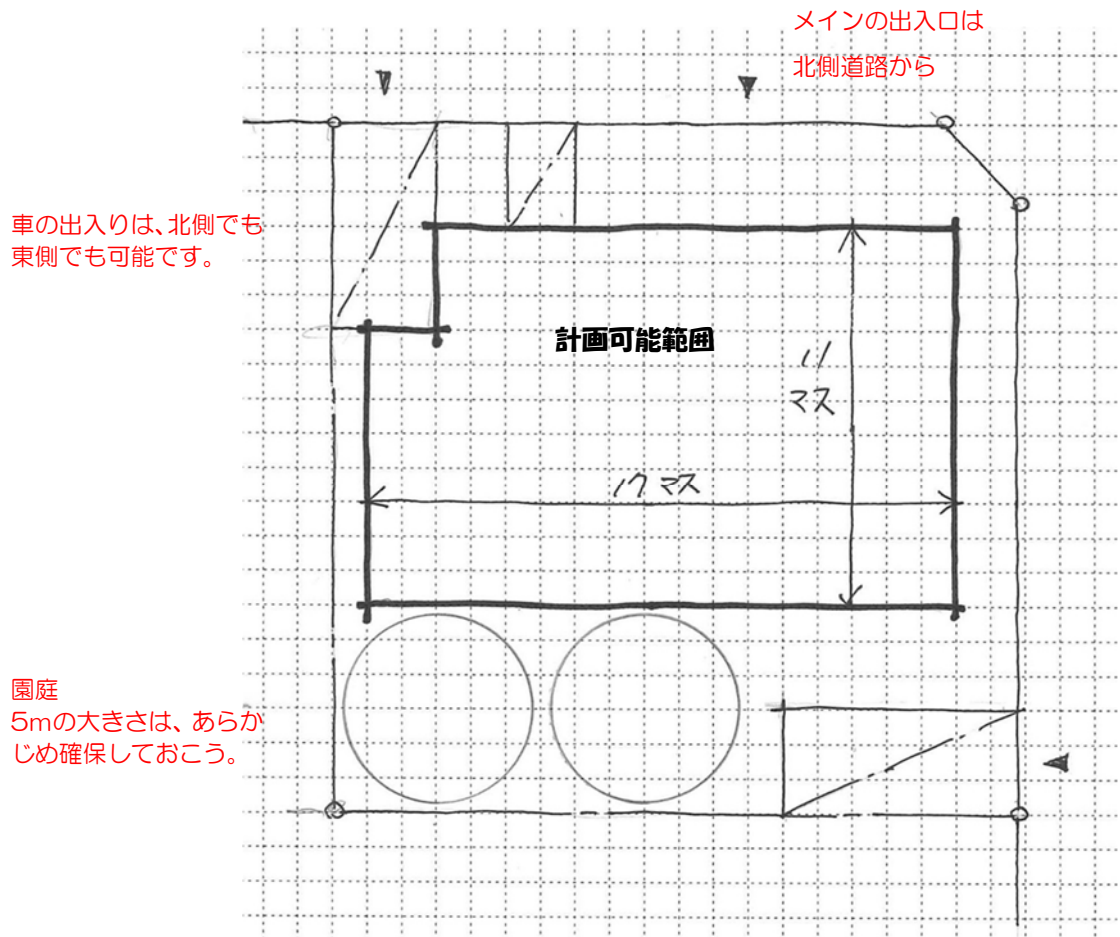 メインの出入口は
北側道路から
車の出入りは、北側でも
東側でも可能です。
計画可能範囲
11
マス
17マス
園庭
5mの大きさは、あらか
じめ確保しておこう。